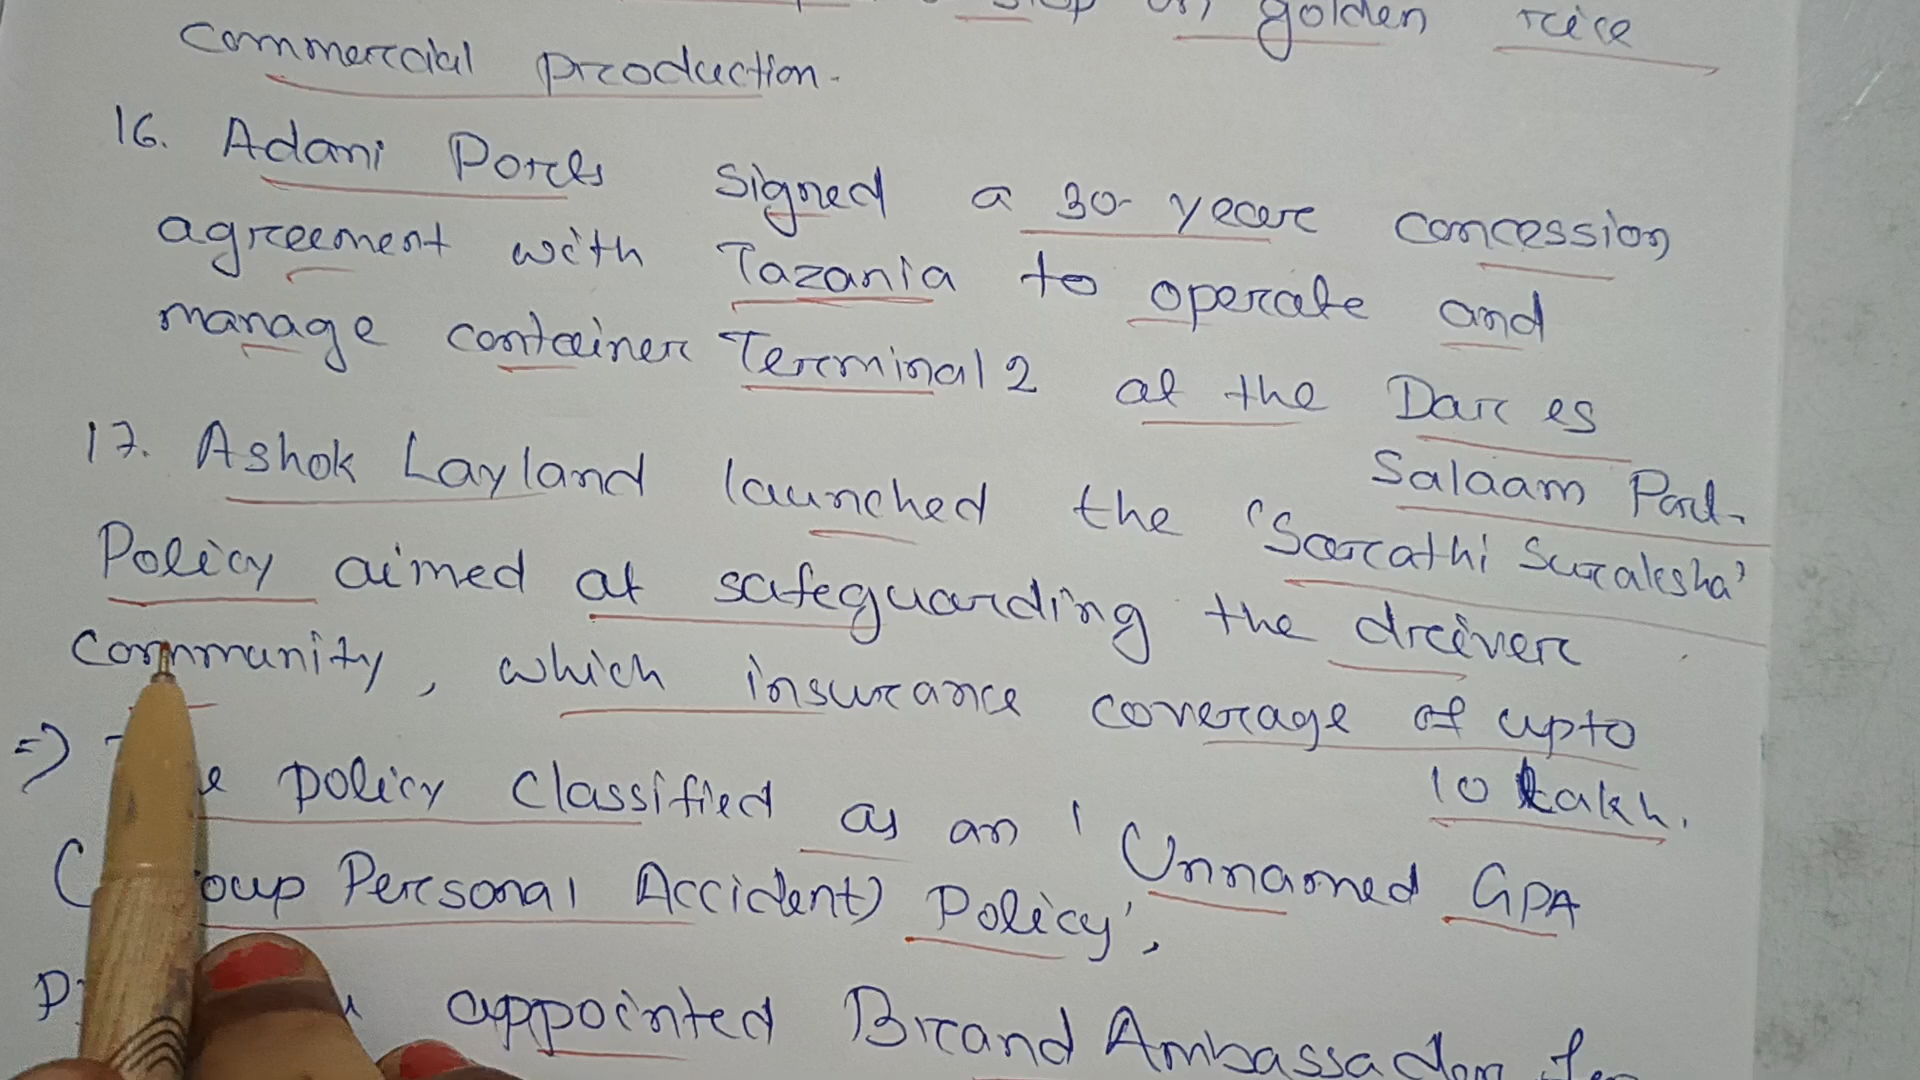 golden rice
commercial production.
16. Adani Ports signed a 30-year concession
agreement with Tazania to operate and
manage container Terminal 2 at the Dar es
Salaam Port.
17. Ashok Layland launched the 'Sarathi Suraksha'
Policy aimed at safeguarding the driver
community, which insurance coverage of upto
10 Lakh.
=> policy classified as an 'Unnamed GPA
(Group Personal Accident) Policy'.
appointed Brand Ambassador for